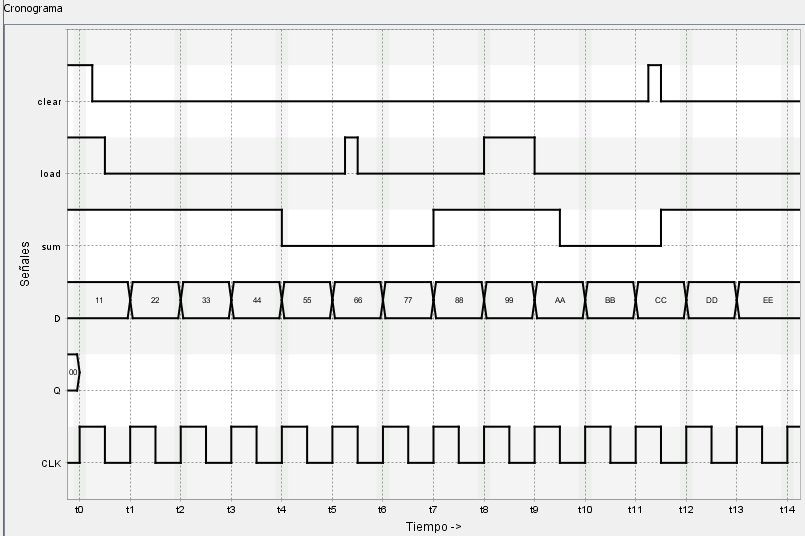 Cronograma
clear
load
sum
11 22 33 44 55 66 77 88 99 AA BB CC DD EE
D
00
Q
CLK
t0 t1 t2 t3 t4 t5 t6 t7 t8 t9 t10 t11 t12 t13 t14
Tiempo ->
Señales